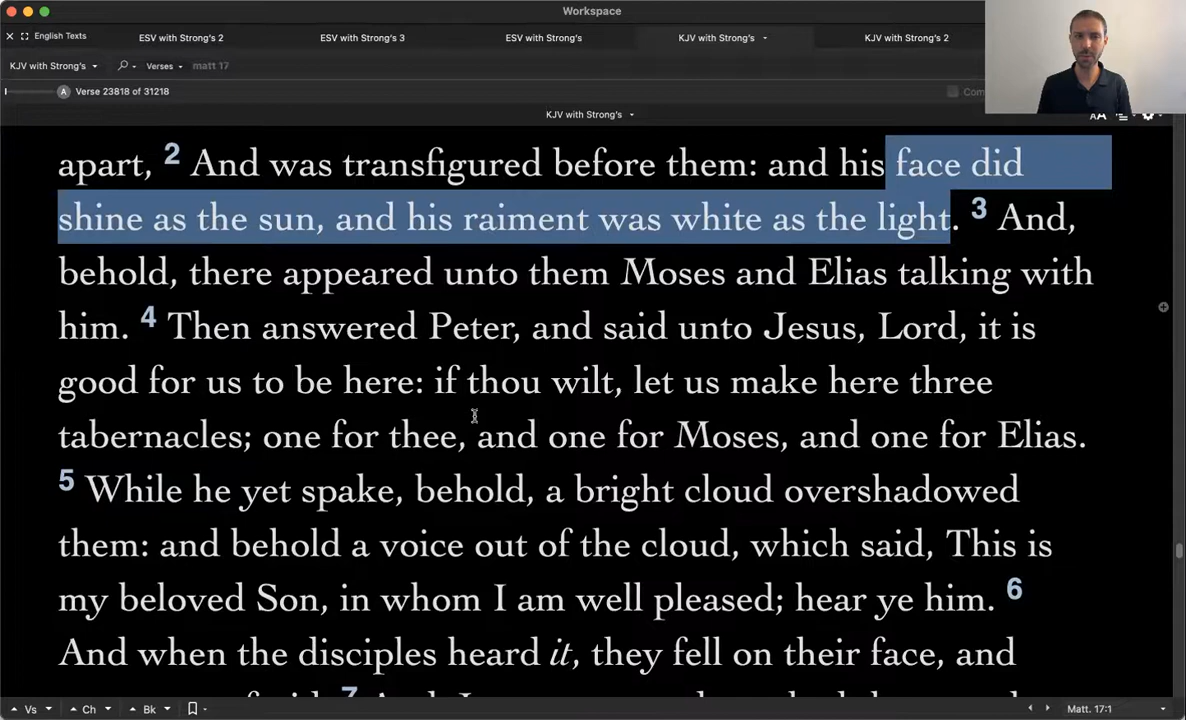 Workspace
English Texts
ESV with Strong's 2
ESV with Strong's 3
ESV with Strong's
KJV with Strong's
KJV with Strong's 2
KJV with Strong's
Verses
matt 17
A
Verse 23818 of 31218
Com
KJV with Strong's
AA
apart, 2 And was transfigured before them: and his face did
shine as the sun, and his raiment was white as the light. 3 And,
behold, there appeared unto them Moses and Elias talking with
him. 4 Then answered Peter, and said unto Jesus, Lord, it is
good for us to be here: if thou wilt, let us make here three
tabernacles; one for thee, and one for Moses, and one for Elias.
5 While he yet spake, behold, a bright cloud overshadowed
them: and behold a voice out of the cloud, which said, This is
my beloved Son, in whom I am well pleased; hear ye him. 6
And when the disciples heard it, they fell on their face, and
7
Vs
Ch
Bk
Matt. 17:1